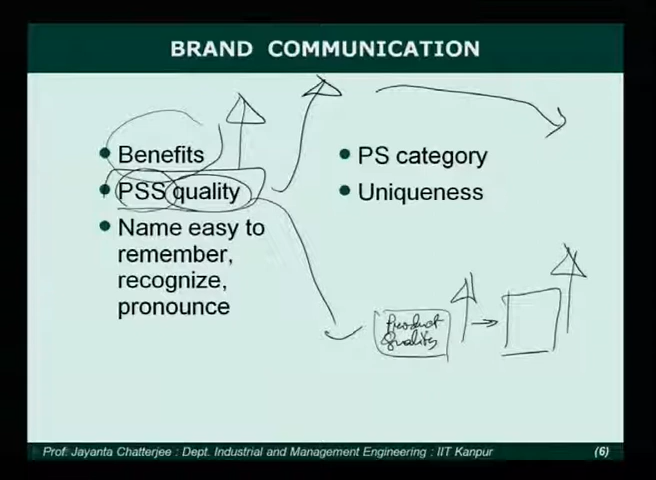 BRAND COMMUNICATION
• Benefits
• PSS quality
• Name easy to
remember,
recognize,
pronounce
• PS category
• Uniqueness
Product
Quality
Prof: Jayanta Chatterjee : Dept. Industrial and Management Engineering : IIT Kanpur
(6)